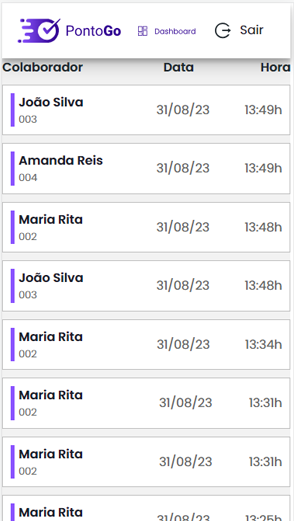 PontoGo Dashboard Sair
Colaborador Data Hora
João Silva
003 31/08/23 13:49h
Amanda Reis
004 31/08/23 13:49h
Maria Rita
002 31/08/23 13:48h
João Silva
003 31/08/23 13:48h
Maria Rita
002 31/08/23 13:34h
Maria Rita
002 31/08/23 13:31h
Maria Rita
002 31/08/23 13:31h
Maria Rita
31/08/23 13:25h